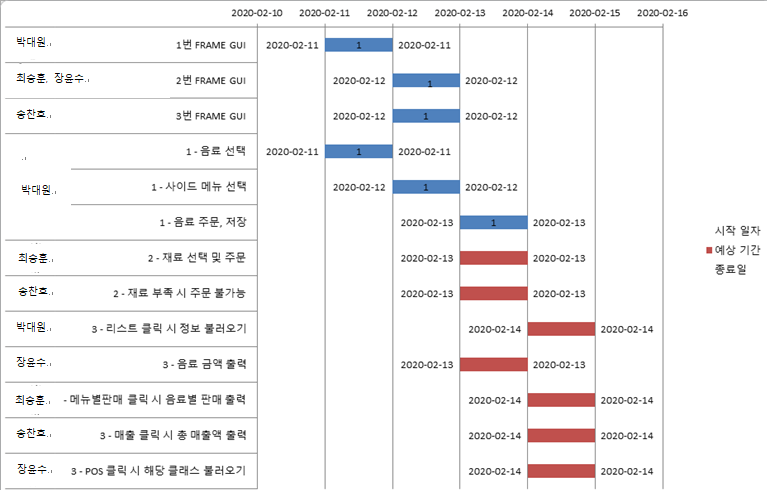 2020-02-10 2020-02-11 2020-02-12 2020-02-13 2020-02-14 2020-02-15 2020-02-16
박대원. 1번 FRAME GUI 2020-02-11 1 2020-02-11
최승훈, 장윤수. 2번 FRAME GUI 2020-02-12 1 2020-02-12
송찬호. 3번 FRAME GUI 2020-02-12 1 2020-02-12
1 - 음료 선택 2020-02-11 1 2020-02-11
박대원. 1 - 사이드 메뉴 선택 2020-02-12 1 2020-02-12
1 - 음료 주문, 저장 2020-02-13 1 2020-02-13
최승훈. 2 - 재료 선택 및 주문 2020-02-13 2020-02-13
송찬호. 2 - 재료 부족 시 주문 불가능 2020-02-13 2020-02-13
박대원. 3 - 리스트 클릭 시 정보 불러오기 2020-02-14 2020-02-14
장윤수. 3 - 음료 금액 출력 2020-02-13 2020-02-13
최승훈. - 메뉴별판매 클릭 시 음료별 판매 출력 2020-02-14 2020-02-14
송찬호. 3 - 매출 클릭 시 총 매출액 출력 2020-02-14 2020-02-14
장윤수. 3 - POS 클릭 시 해당 클래스 불러오기 2020-02-14 2020-02-14
시작 일자
예상 기간
종료일